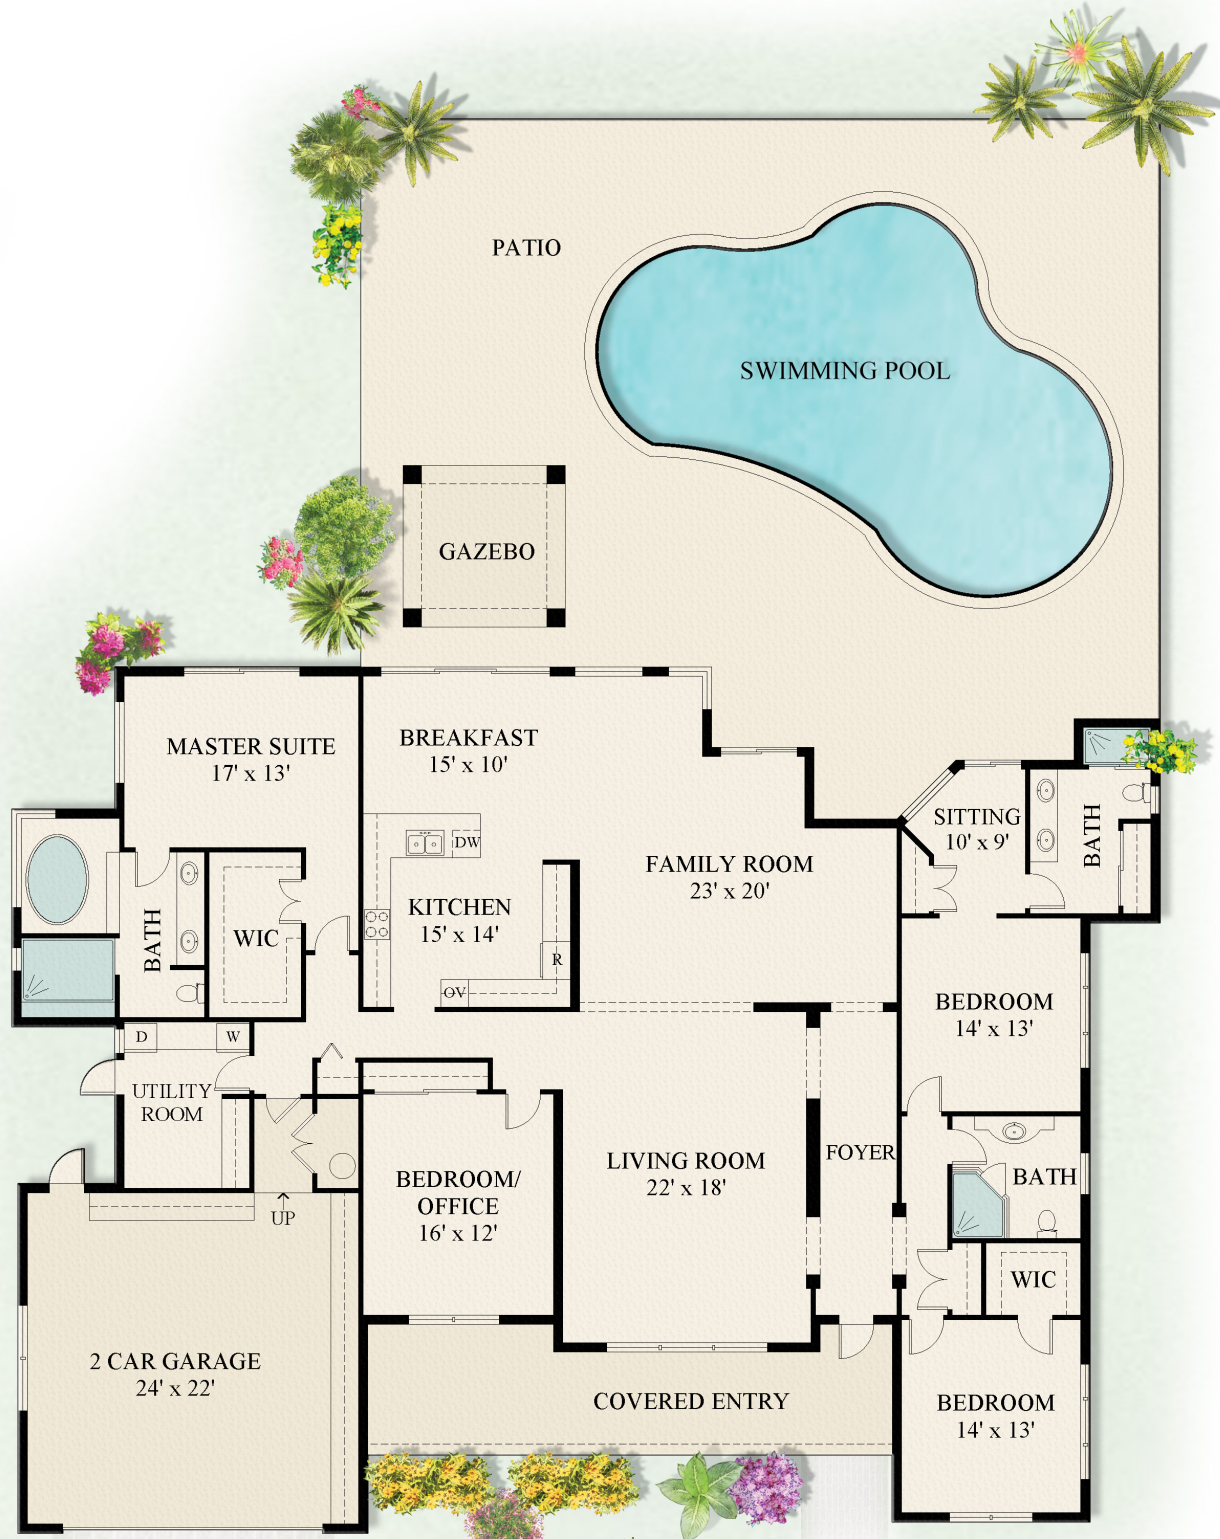 PATIO
SWIMMING POOL
GAZEBO
MASTER SUITE
17' x 13'
BREAKFAST
15' x 10'
SITTING
10' x 9'
BATH
DW
FAMILY ROOM
23' x 20'
KITCHEN
15' x 14'
BATH
WIC
R
OV
BEDROOM
14' x 13'
D
W
UTILITY
ROOM
FOYER
LIVING ROOM
22' x 18'
BATH
BEDROOM/
OFFICE
16' x 12'
UP
WIC
2 CAR GARAGE
24' x 22'
COVERED ENTRY
BEDROOM
14' x 13'